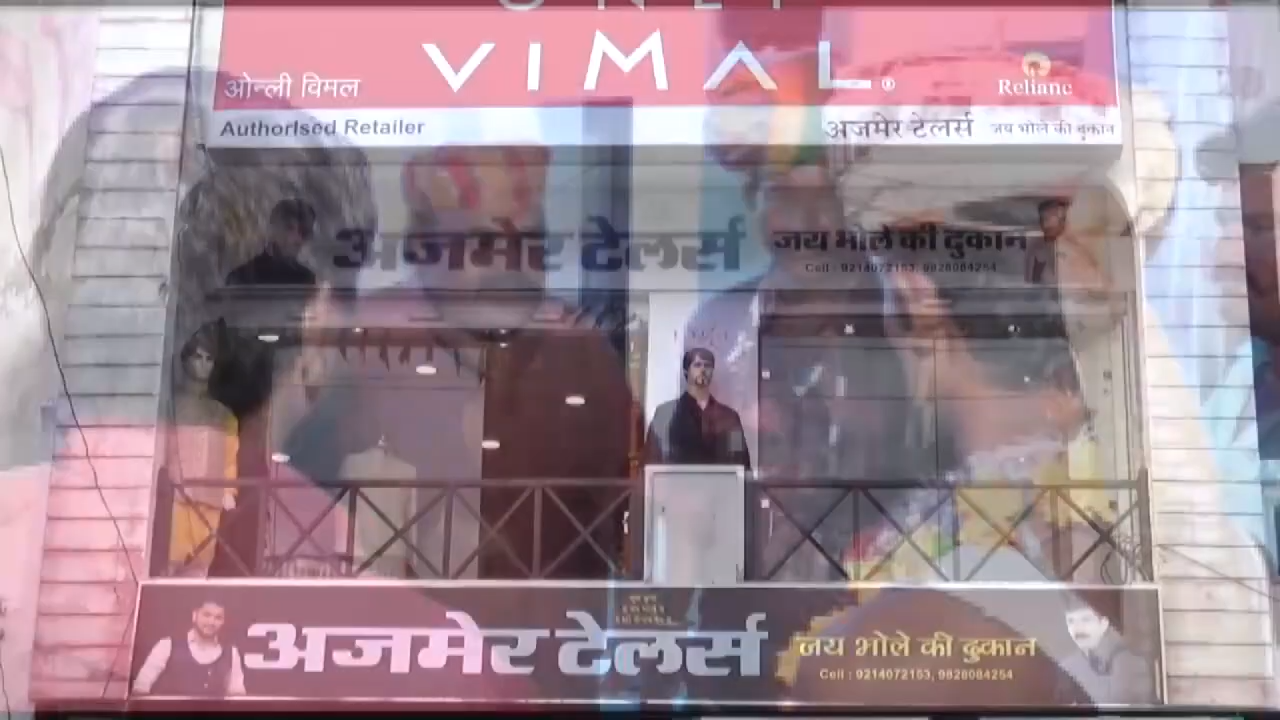 ONLY
VIMAL®
ओन्ली विमल
Reliance
Authorised Retailer
अजमेर टेलर्स जय भोले की दुकान
अजमेर टेलर्स जय भोले की दुकान
Cell : 9214072153, 9828084254
अजमेर टेलर्स जय भोले की दुकान
Cell : 9214072153, 9828084254